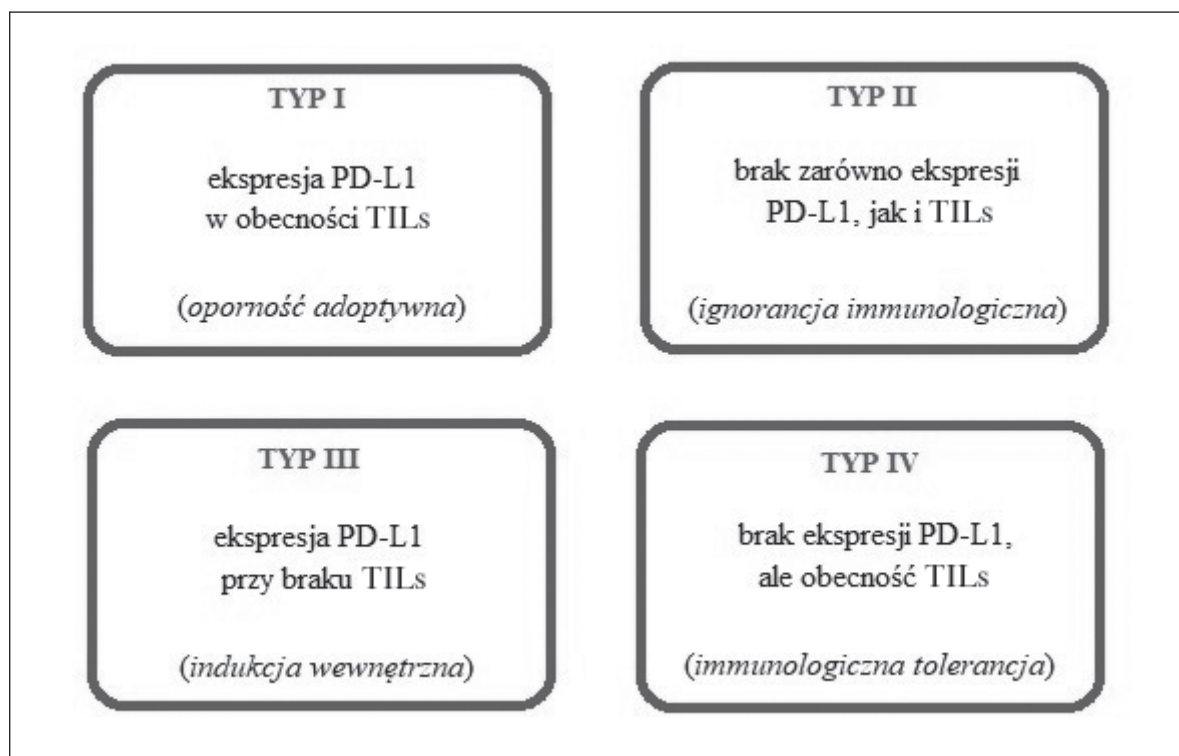 TYP I
ekspresja PD-L1
w obecności TILs
(oporność adoptywna)
TYP II
brak zarówno ekspresji
PD-L1, jak i TILs
(ignorancja immunologiczna)
TYP III
ekspresja PD-L1
przy braku TILs
(indukcja wewnętrzna)
TYP IV
brak ekspresji PD-L1,
ale obecność TILs
(immunologiczna tolerancja)